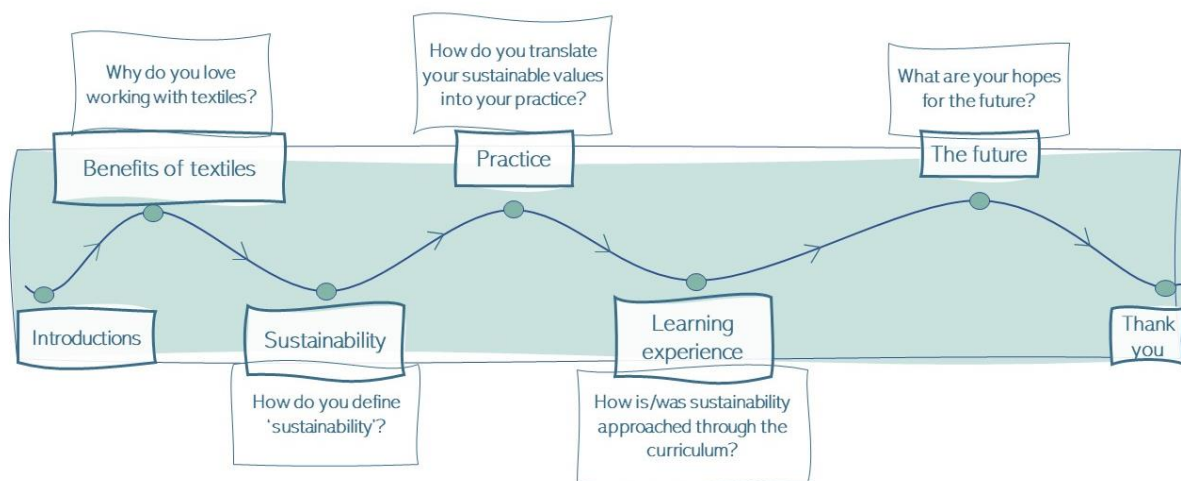 Introductions
Why do you love
working with textiles?
Benefits of textiles
Sustainability
How do you define
‘sustainability’?
How do you translate
your sustainable values
into your practice?
Practice
Learning
experience
How is/was sustainability
approached through the
curriculum?
What are your hopes
for the future?
The future
Thank
you